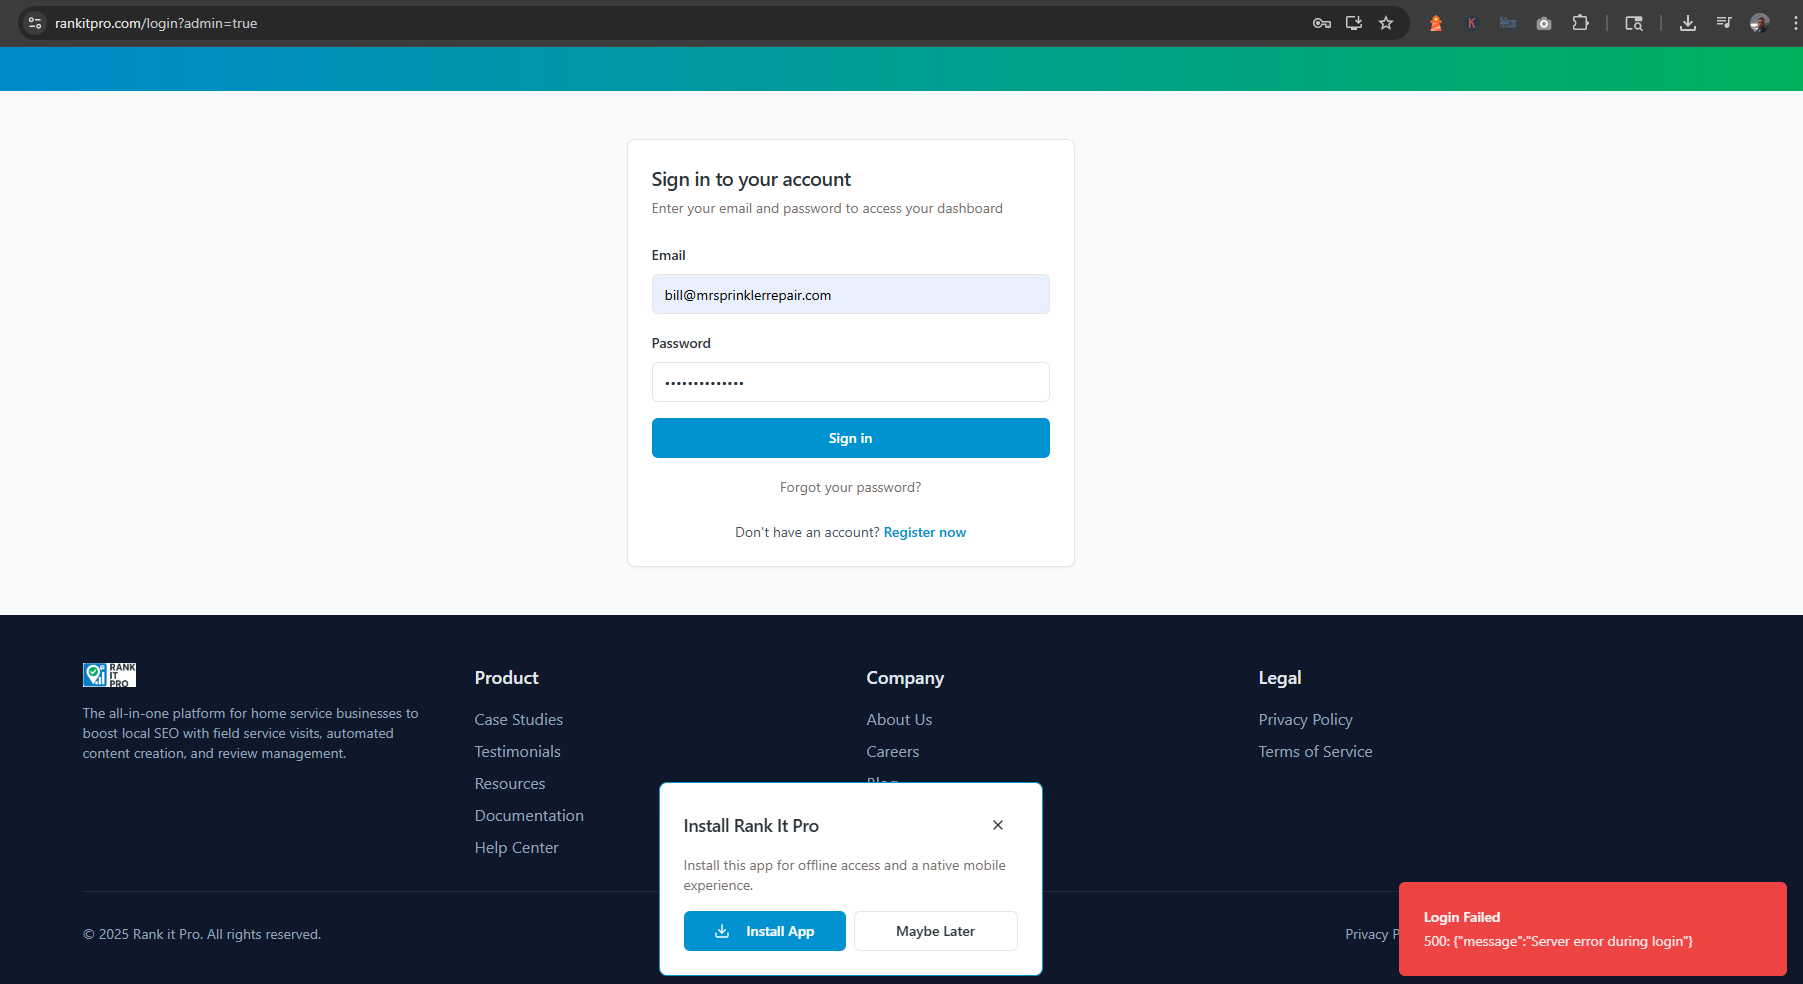 rankitpro.com/login?admin=true
Sign in to your account
Enter your email and password to access your dashboard
Email
bill@mrsprinklerrepair.com
Password
••••••••••••••
Sign in
Forgot your password?
Don't have an account? Register now
RANK
IT
PRO
The all-in-one platform for home service businesses to
boost local SEO with field service visits, automated
content creation, and review management.
Product
Case Studies
Testimonials
Resources
Documentation
Help Center
Company
About Us
Careers
Blog
Legal
Privacy Policy
Terms of Service
Install Rank It Pro
Install this app for offline access and a native mobile
experience.
Install App
Maybe Later
© 2025 Rank it Pro. All rights reserved.
Privacy P
Login Failed
500: {"message":"Server error during login"}